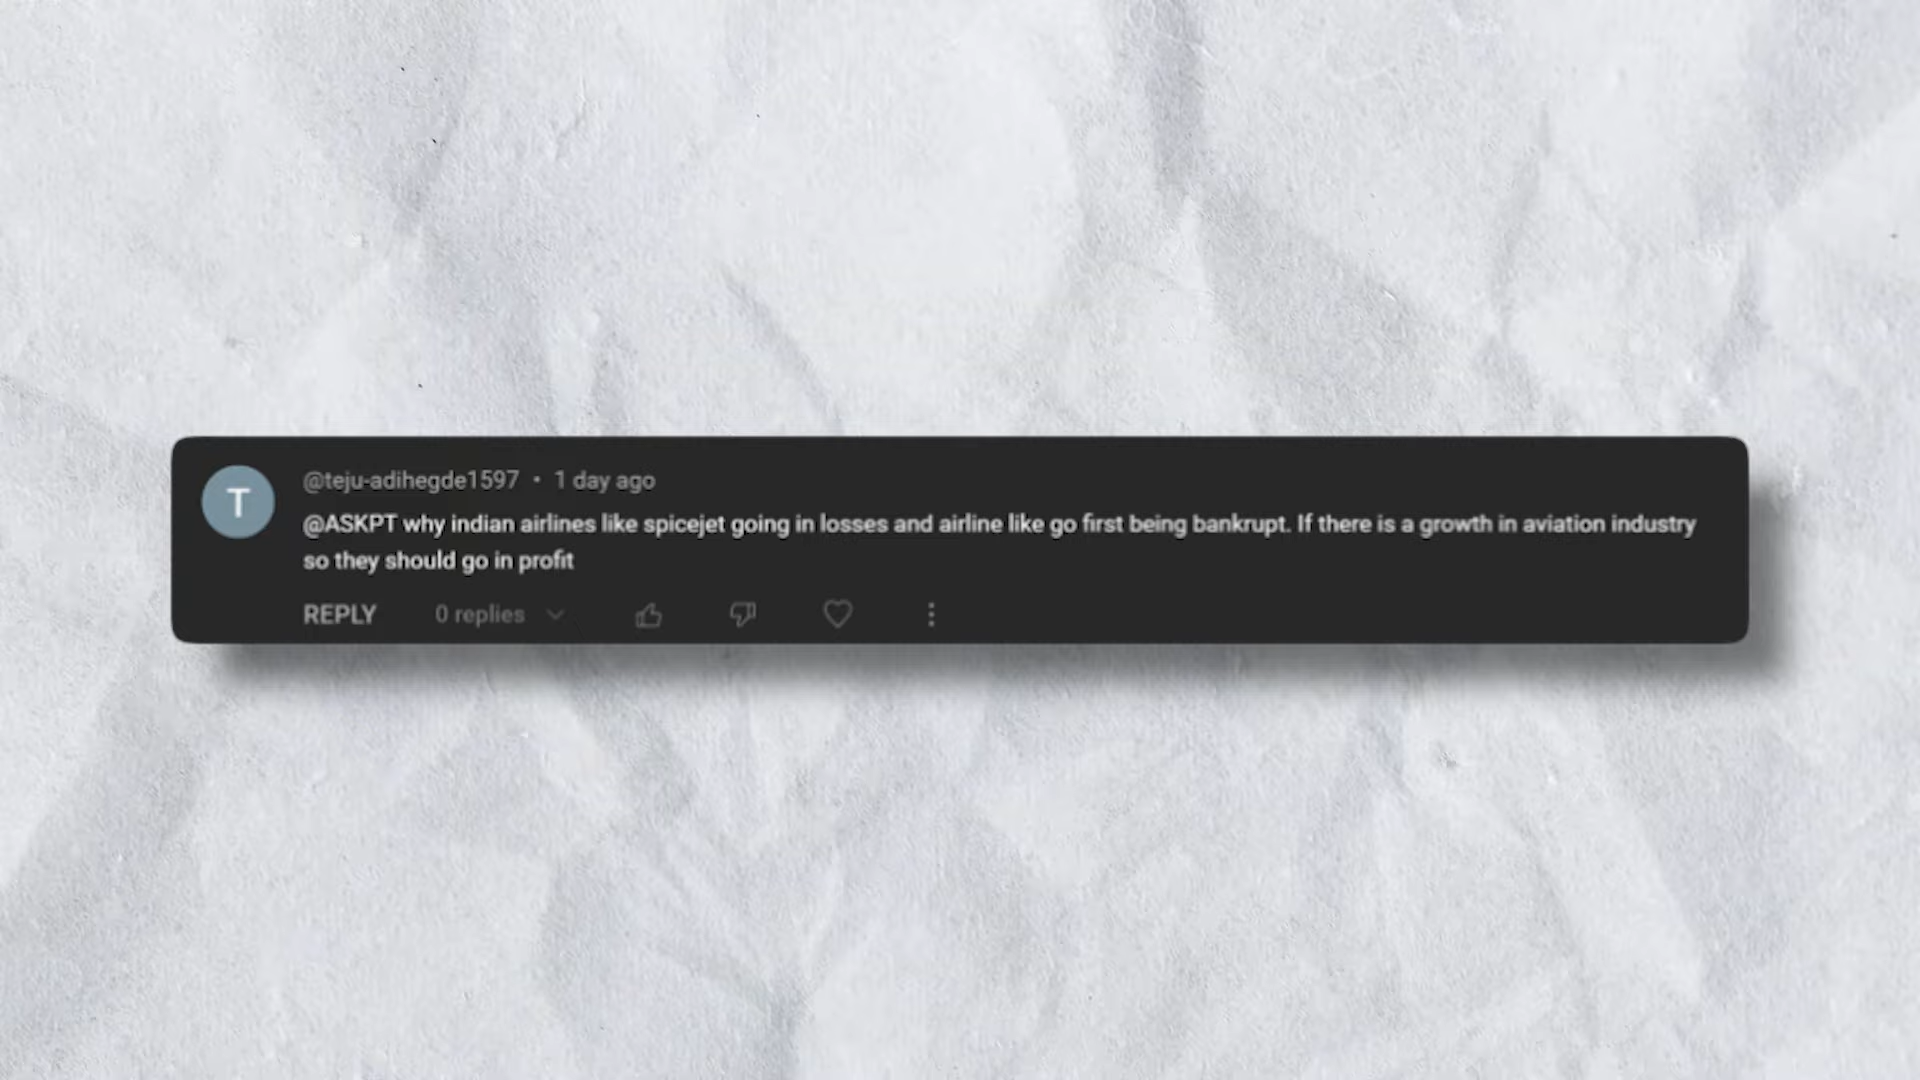 T
@teju-adihegde1597 • 1 day ago
@ASKPT why indian airlines like spicejet going in losses and airline like go first being bankrupt. If there is a growth in aviation industry
so they should go in profit
REPLY 0 replies